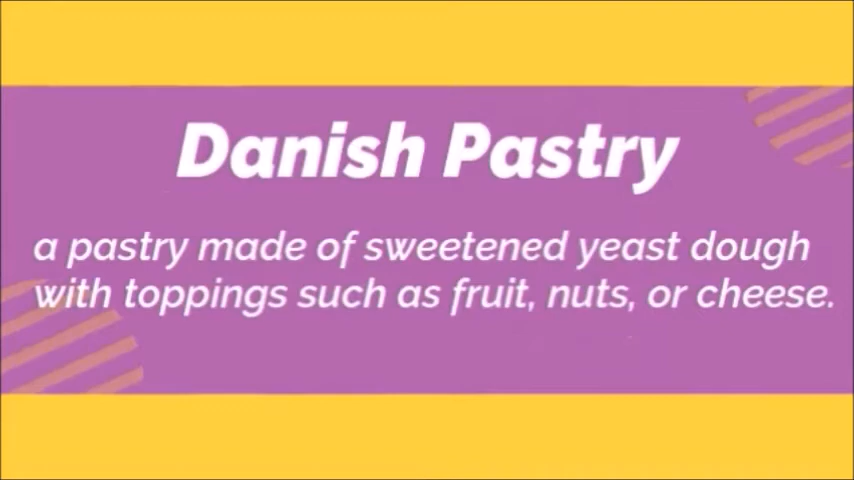 Danish Pastry
a pastry made of sweetened yeast dough
with toppings such as fruit, nuts, or cheese.